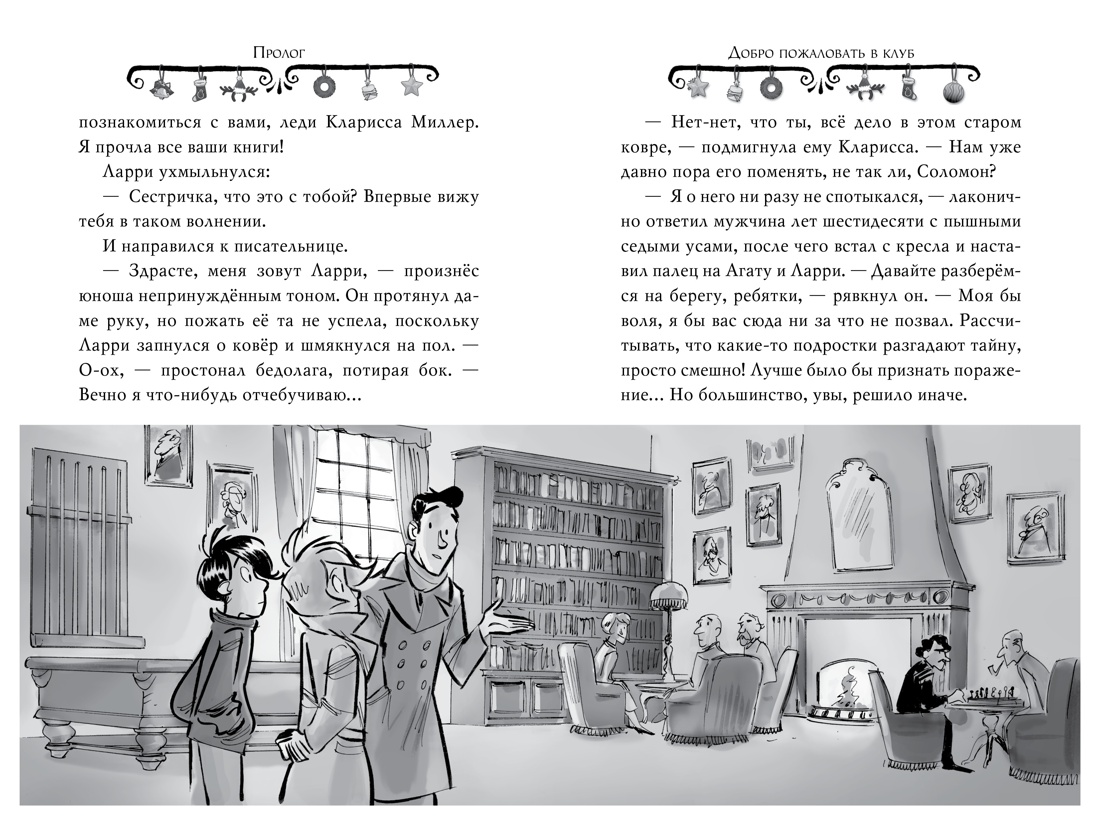 Пролог
познакомиться с вами, леди Кларисса Миллер.
Я прочла все ваши книги!
Ларри ухмыльнулся:
— Сестричка, что это с тобой? Впервые вижу
тебя в таком волнении.
И направился к писательнице.
— Здрасте, меня зовут Ларри, — произнёс
юноша непринуждённым тоном. Он протянул да-
ме руку, но пожать её та не успела, поскольку
Ларри запнулся о ковёр и шмякнулся на пол. —
О-ох, — простонал бедолага, потирая бок. —
Вечно я что-нибудь отчебучиваю...
Добро пожаловать в клуб
— Нет-нет, что ты, всё дело в этом старом
ковре, — подмигнула ему Кларисса. — Нам уже
давно пора его поменять, не так ли, Соломон?
— Я о него ни разу не спотыкался, — лаконич-
но ответил мужчина лет шестидесяти с пышными
седыми усами, после чего встал с кресла и наста-
вил палец на Агату и Ларри. — Давайте разберём-
ся на берегу, ребятки, — рявкнул он. — Моя бы
воля, я бы вас сюда ни за что не позвал. Рассчи-
тывать, что какие-то подростки разгадают тайну,
просто смешно! Лучше было бы признать пораже-
ние... Но большинство, увы, решило иначе.